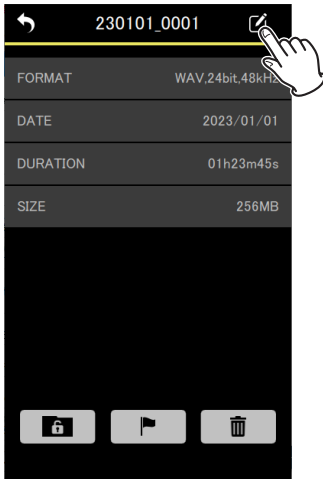 230101_0001
FORMAT WAV,24bit,48kHz
DATE 2023/01/01
DURATION 01h23m45s
SIZE 256MB